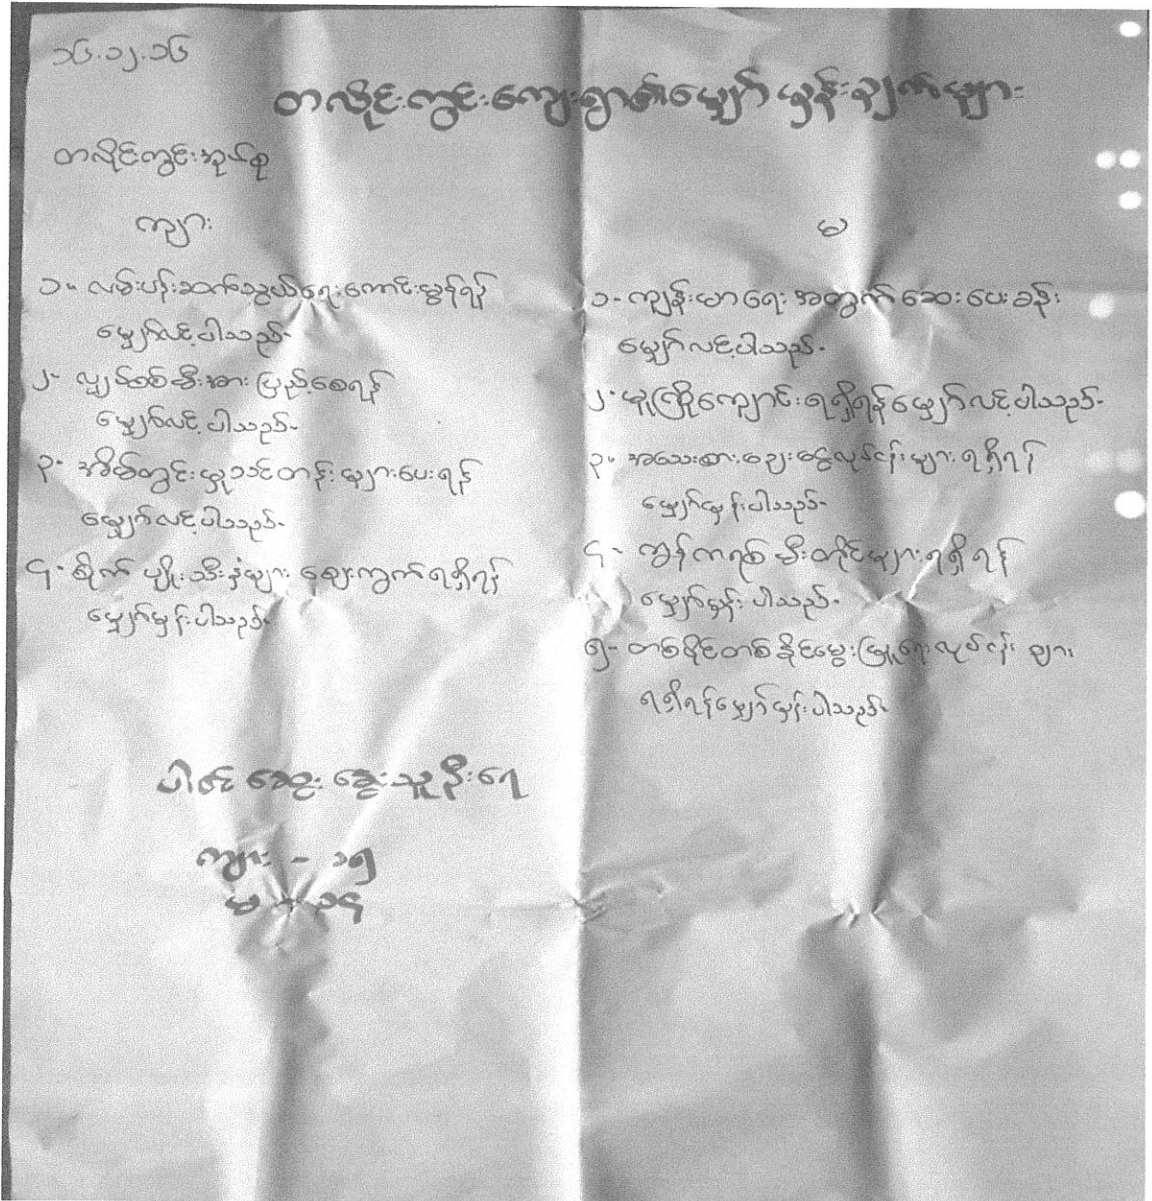 ၁၆.၁၂.၁၆
တလိုင်းကွင်းကျေးရွာ၏မျှော်မှန်းချက်များ
တလိုင်ကွင်းအုပ်စု
ကျား
၁။ လမ်းပန်းဆက်သွယ်ရေးကောင်းမွန်ရန်
မျှော်လင့်ပါသည်-
၂- လျှပ်စစ်မီးအား ပြည့်စေရန်
မျှော်လင့်ပါသည်-
၃- အိမ်တွင်းမှုသင်တန်းများပေးရန်
မျှော်လင့်ပါသည်-
၄- စိုက်ပျိုးသီးနှံများ စျေးကွက်ရရှိရန်
မျှော်မှန်းပါသည်-
မ
၁- ကျန်းမာရေး အတွက် ဆေးပေးခန်း
မျှော်လင့်ပါသည်-
၂- မူကြိုကျောင်းရရှိရန်မျှော်လင့်ပါသည်-
၃- အသေးစားချေးငွေလုပ်ငန်းများရရှိရန်
မျှော်မှန်းပါသည်-
၄- ကွန်ကရစ်မီးတိုင်များရရှိရန်
မျှော်မှန်းပါသည်-
၅- တစ်ပိုင်တစ်နိုင်မွေးမြူရေးလုပ်ငန်းများ
ရရှိရန်မျှော်မှန်းပါသည်-
ပါဝင်ဆွေးနွေးသူဦးရေ
ကျား - ၁၅
မ - ၁၄